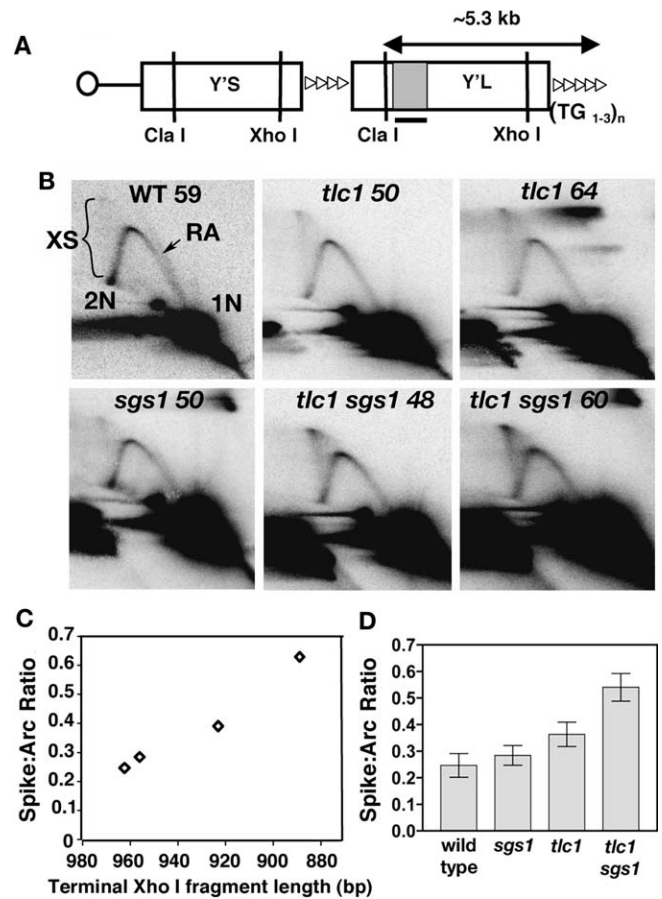 A
~5.3 kb
Y'S
Y'L
(TG 1-3)n
Cla I
Xho I
Cla I
Xho I
B
WT 59
tlc1 50
tlc1 64
XS
RA
2N
1N
sgs1 50
tlc1 sgs1 48
tlc1 sgs1 60
C
0.7
0.6
0.5
0.4
0.3
0.2
0.1
0
Spike:Arc Ratio
980 960 940 920 900 880
Terminal Xho I fragment length (bp)
D
0.7
0.6
0.5
0.4
0.3
0.2
0.1
0.0
Spike:Arc Ratio
wild type
sgs1
tlc1
tlc1 sgs1